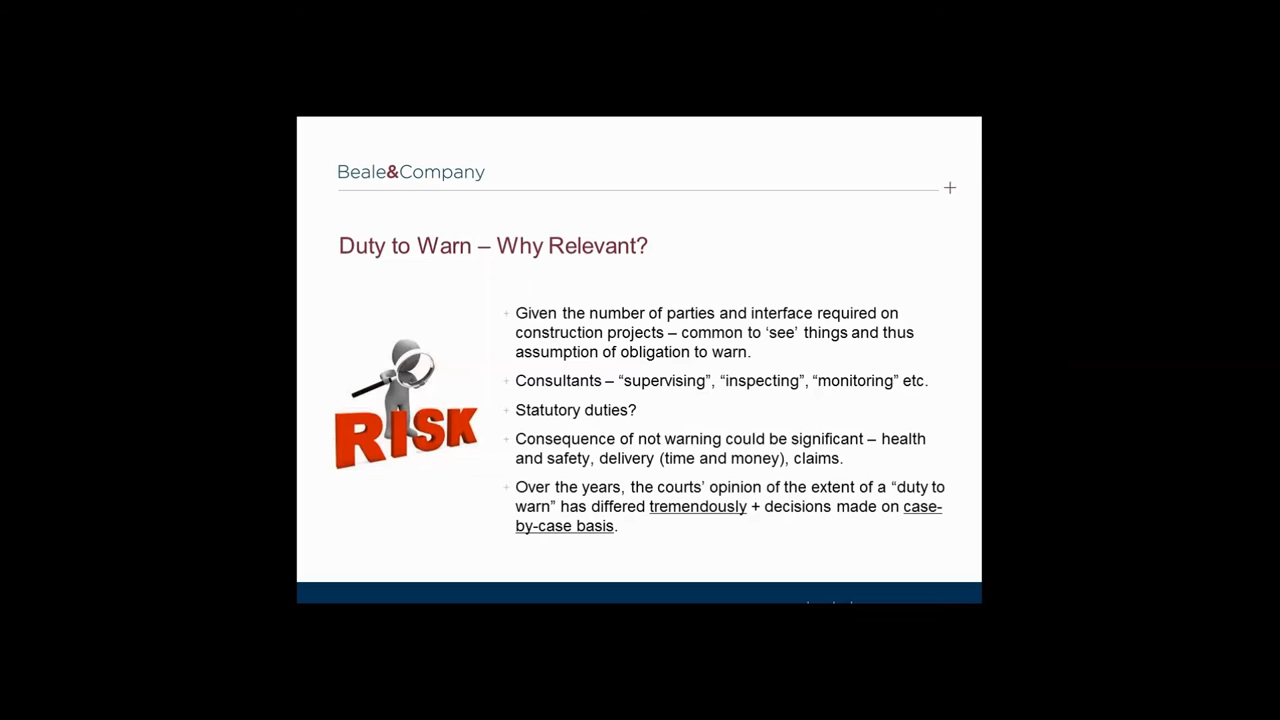 Beale&Company
Duty to Warn – Why Relevant?
Given the number of parties and interface required on
construction projects – common to ‘see’ things and thus
assumption of obligation to warn.
Consultants – “supervising”, “inspecting”, “monitoring” etc.
Statutory duties?
Consequence of not warning could be significant – health
and safety, delivery (time and money), claims.
Over the years, the courts’ opinion of the extent of a “duty to
warn” has differed tremendously + decisions made on case-
by-case basis.
RISK